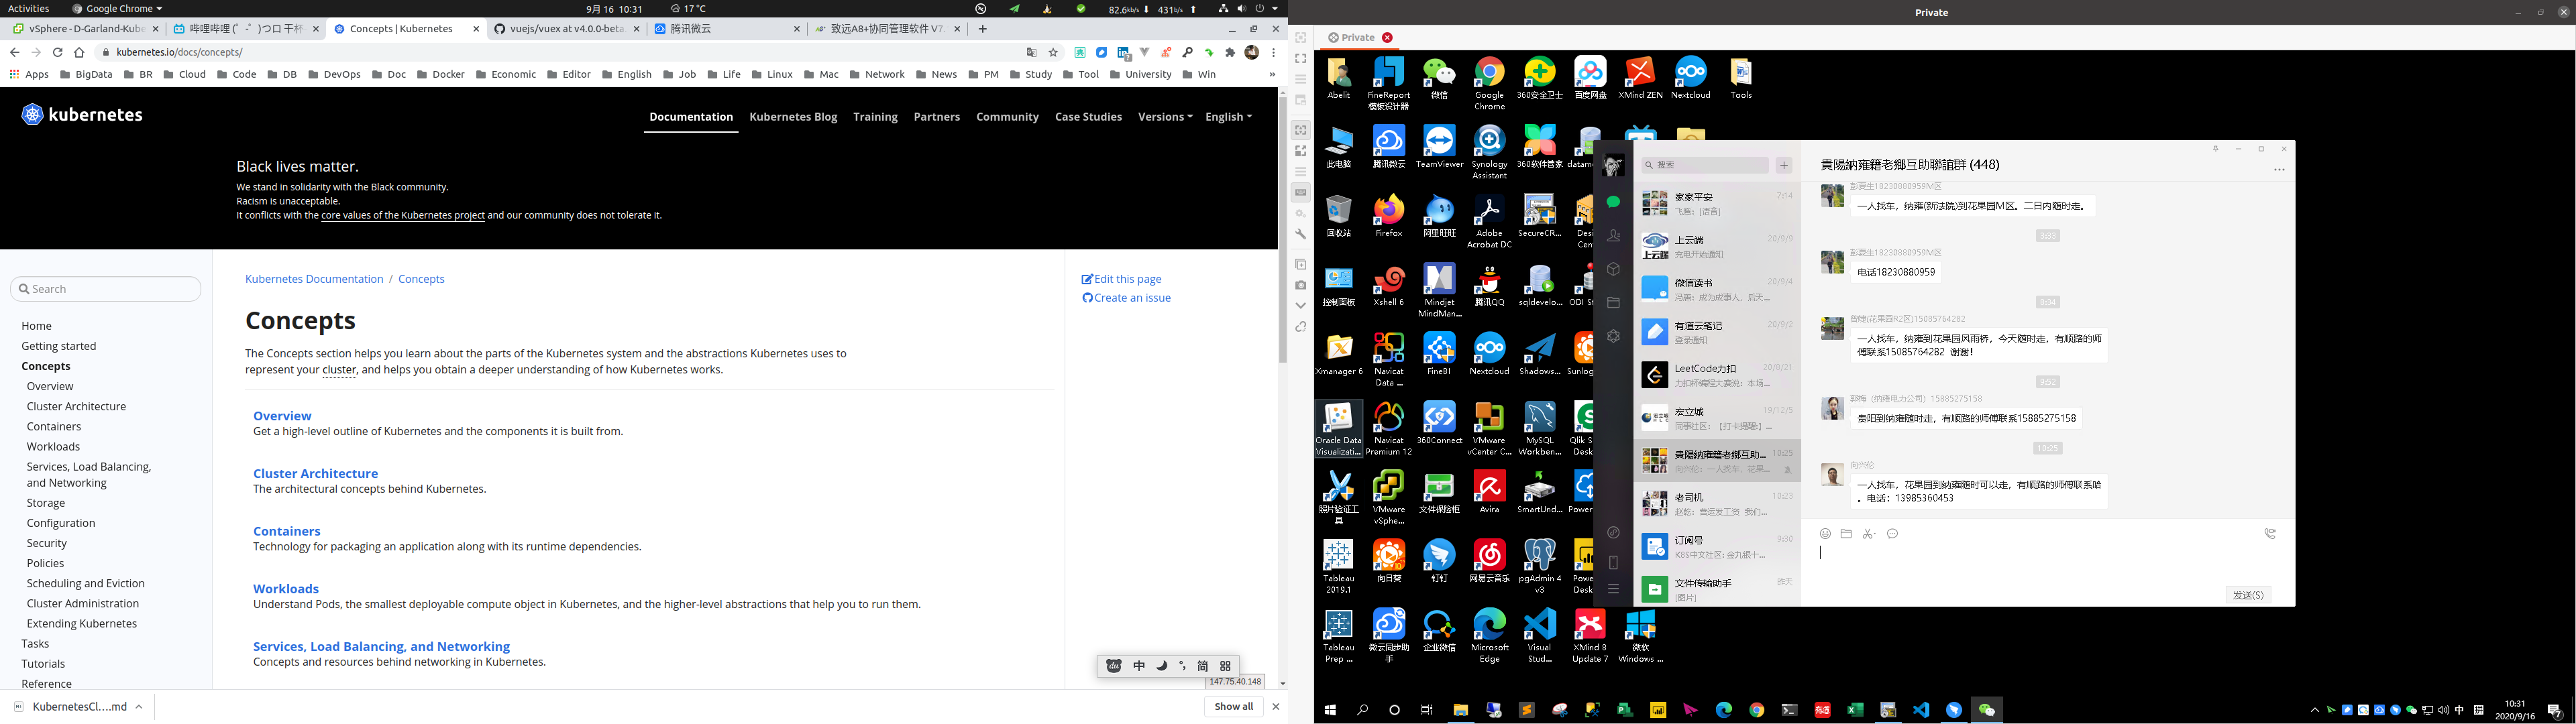 Activities
Google Chrome
9月 16 10:31
17 °C
82.6kb/s
431b/s
vSphere - D-Garland-Kube
哔哩哔哩 (゜-゜)つロ 干杯
Concepts | Kubernetes
vuejs/vuex at v4.0.0-beta
腾讯微云
致远A8+协同管理软件 V7.
kubernetes.io/docs/concepts/
Apps
BigData
BR
Cloud
Code
DB
DevOps
Doc
Docker
Economic
Editor
English
Job
Life
Linux
Mac
Network
News
PM
Study
Tool
University
Win
»
kubernetes
Documentation
Kubernetes Blog
Training
Partners
Community
Case Studies
Versions
English
Black lives matter.
We stand in solidarity with the Black community.
Racism is unacceptable.
It conflicts with the core values of the Kubernetes project and our community does not tolerate it.
Search
Home
Getting started
Concepts
Overview
Cluster Architecture
Containers
Workloads
Services, Load Balancing,
and Networking
Storage
Configuration
Security
Policies
Scheduling and Eviction
Cluster Administration
Extending Kubernetes
Tasks
Tutorials
Reference
Kubernetes Documentation / Concepts
Concepts
The Concepts section helps you learn about the parts of the Kubernetes system and the abstractions Kubernetes uses to
represent your cluster, and helps you obtain a deeper understanding of how Kubernetes works.
Overview
Get a high-level outline of Kubernetes and the components it is built from.
Cluster Architecture
The architectural concepts behind Kubernetes.
Containers
Technology for packaging an application along with its runtime dependencies.
Workloads
Understand Pods, the smallest deployable compute object in Kubernetes, and the higher-level abstractions that help you to run them.
Services, Load Balancing, and Networking
Concepts and resources behind networking in Kubernetes.
Edit this page
Create an issue
中
简
147.75.40.148
KubernetesCl....md
Show all
Private
Private
Abelit
FineReport
模板设计器
微信
Google
Chrome
360安全卫士
百度网盘
XMind ZEN
Nextcloud
Tools
此电脑
腾讯微云
TeamViewer
Synology
Assistant
360软件管家
datamo
回收站
Firefox
阿里旺旺
Adobe
Acrobat DC
SecureCR...
Desi
Cent
控制面板
Xshell 6
Mindjet
MindMan...
腾讯QQ
sqldevelo...
ODI St
Xmanager 6
Navicat
Data ...
FineBI
Nextcloud
Shadows...
Sunlog
Oracle Data
Visualizati...
Navicat
Premium 12
360Connect
VMware
vCenter C...
MySQL
Workben...
Qlik S
Desk
照片验证工
具
VMware
vSphe...
文件保险柜
Avira
SmartUnd...
Power
Tableau
2019.1
向日葵
钉钉
网易云音乐
pgAdmin 4
v3
Powe
Desk
Tableau
Prep ...
微云同步助
手
企业微信
Microsoft
Edge
Visual
Stud...
XMind 8
Update 7
微软
Windows ...
搜索
家家平安
7:14
飞鹰: [语音]
上云端
20/9/9
充电开始通知
微信读书
20/9/4
冯唐: 成为成事人, 后天...
有道云笔记
20/9/2
登录通知
LeetCode力扣
20/8/21
力扣杯编程大赛说: 本场...
宏立城
19/12/5
同事社区: 【打卡提醒】...
貴陽納雍籍老鄉互助...
10:25
向兴伦: 一人找车, 花果...
老司机
10:23
赵乾: 营运发工资 我们...
订阅号
9:30
K8S中文社区: 金九银十...
文件传输助手
昨天
[图片]
貴陽納雍籍老鄉互助聯誼群 (448)
彭夏生18230880959M区
一人找车, 纳雍(新法院)到花果园M区。二日内随时走。
3:33
彭夏生18230880959M区
电话18230880959
8:34
(花果园R2区)15085764282
一人找车, 纳雍到花果园风雨桥, 今天随时走, 有顺路的师
傅联系15085764282 谢谢!
9:52
郭梅 (纳雍电力公司) 15885275158
贵阳到纳雍随时走, 有顺路的师傅联系15885275158
10:25
向兴伦
一人找车, 花果园到纳雍随时可以走, 有顺路的师傅联系哈
。电话: 13985360453
发送(S)
中
10:31
2020/9/16